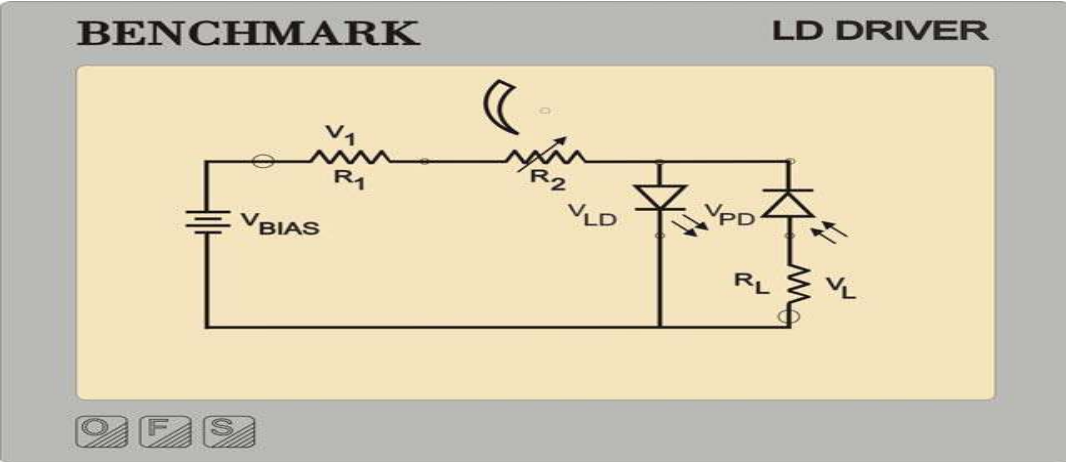 BENCHMARK
LD DRIVER
V1
R1
R2
VBIAS
VLD
VPD
RL
VL
O F S